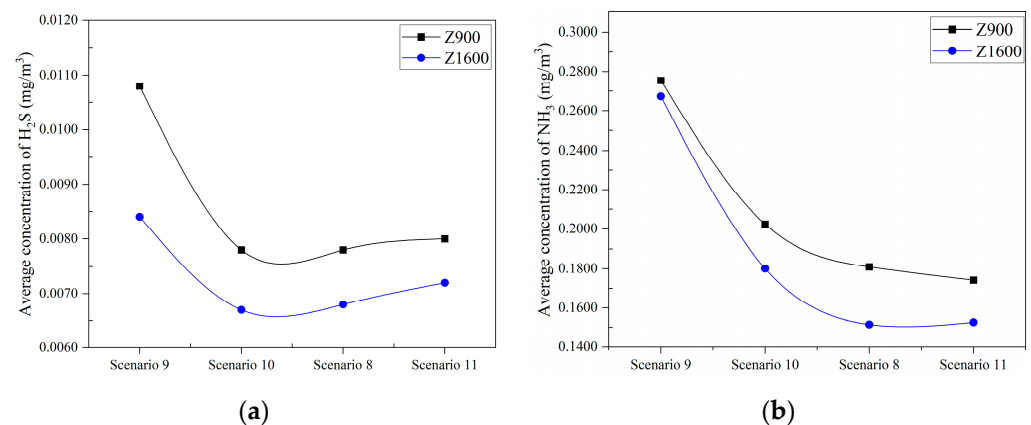 Average concentration of H₂S (mg/m³)
0.0120
0.0110
0.0100
0.0090
0.0080
0.0070
0.0060
Z900
Z1600
Scenario 9
Scenario 10
Scenario 8
Scenario 11
(a)
Average concentration of NH₃ (mg/m³)
0.3000
0.2800
0.2600
0.2400
0.2200
0.2000
0.1800
0.1600
0.1400
Z900
Z1600
Scenario 9
Scenario 10
Scenario 8
Scenario 11
(b)